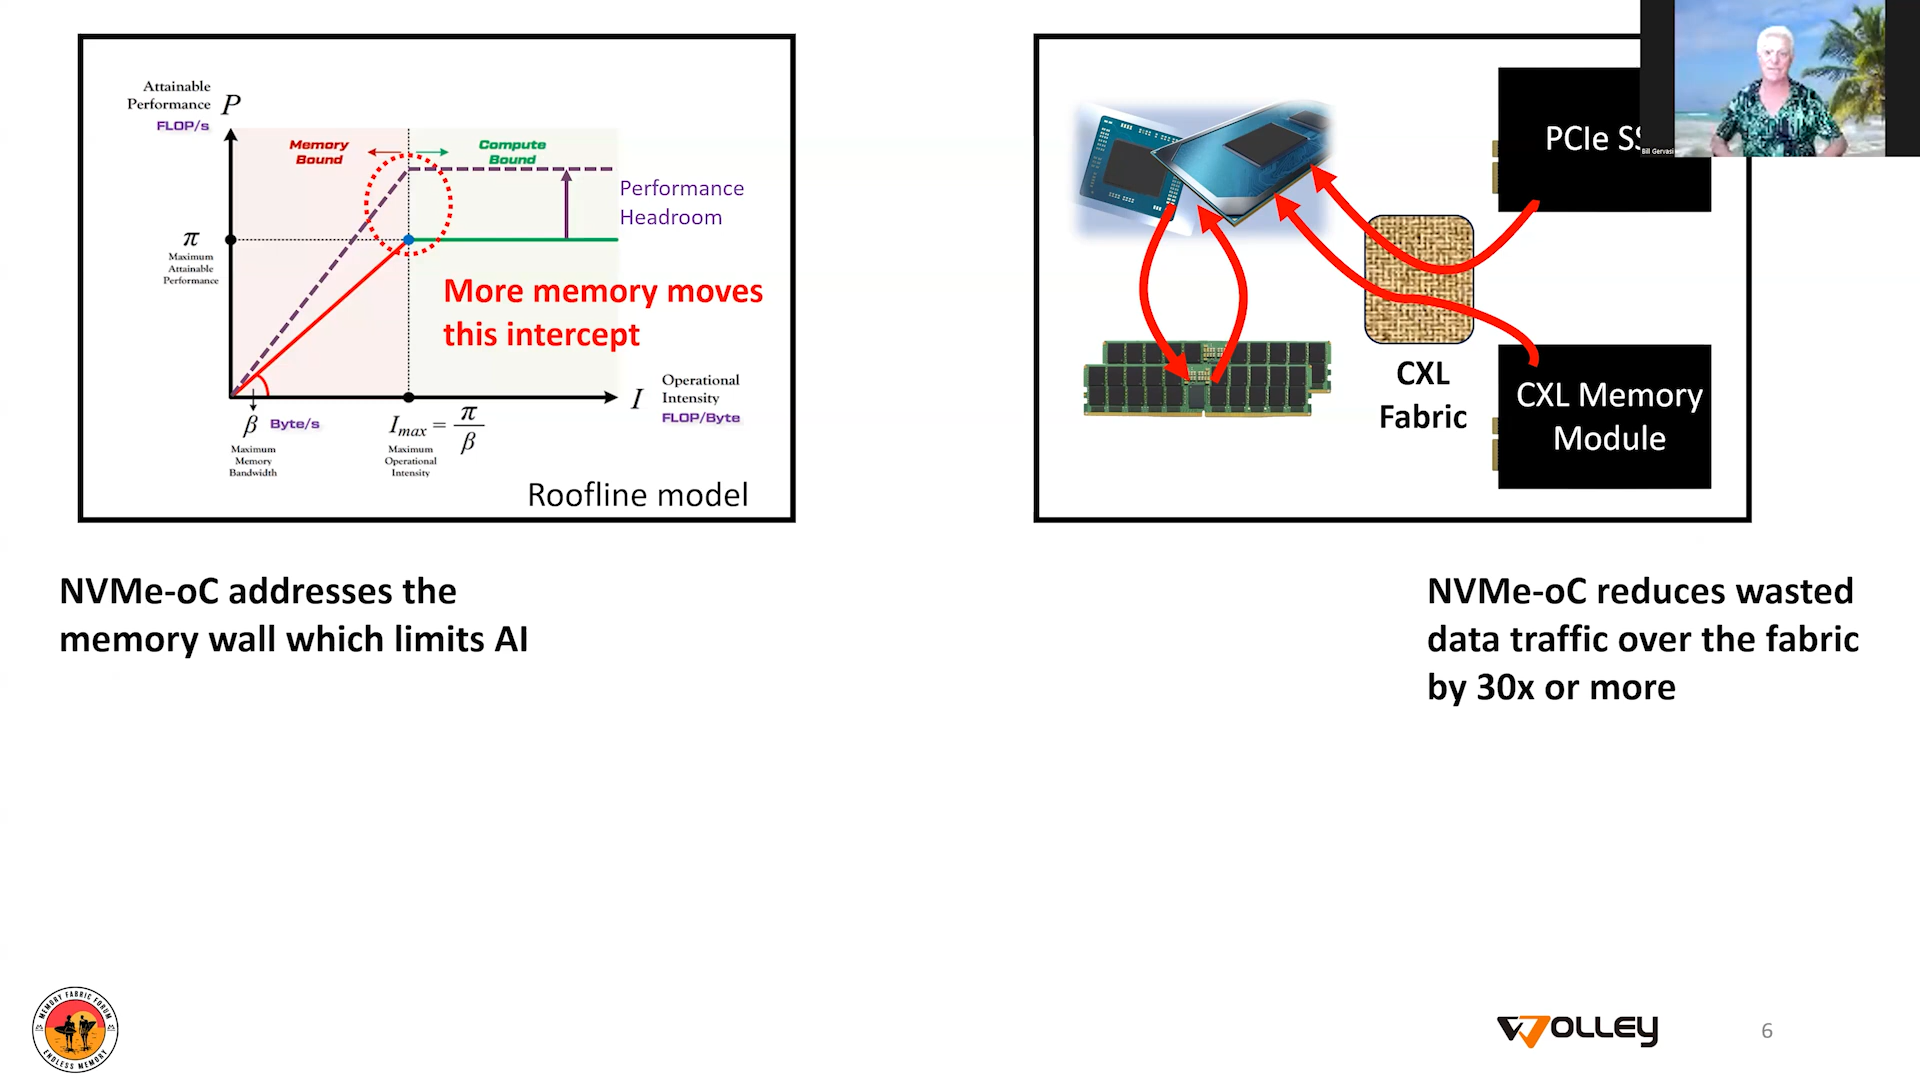 Attainable
Performance P
FLOP/s
Memory
Bound
Compute
Bound
Performance
Headroom
π
Maximum
Attainable
Performance
More memory moves
this intercept
Operational
I Intensity
FLOP/Byte
β Byte/s
Maximum
Memory
Bandwidth
Imax = π/β
Maximum
Operational
Intensity
Roofline model
PCIe
CXL
Fabric
CXL Memory
Module
Bill Gervasi
NVMe-oC addresses the
memory wall which limits AI
NVMe-oC reduces wasted
data traffic over the fabric
by 30x or more
MEMORY FABRIC FORUM
ENDLESS MEMORY
WOLLEY
6